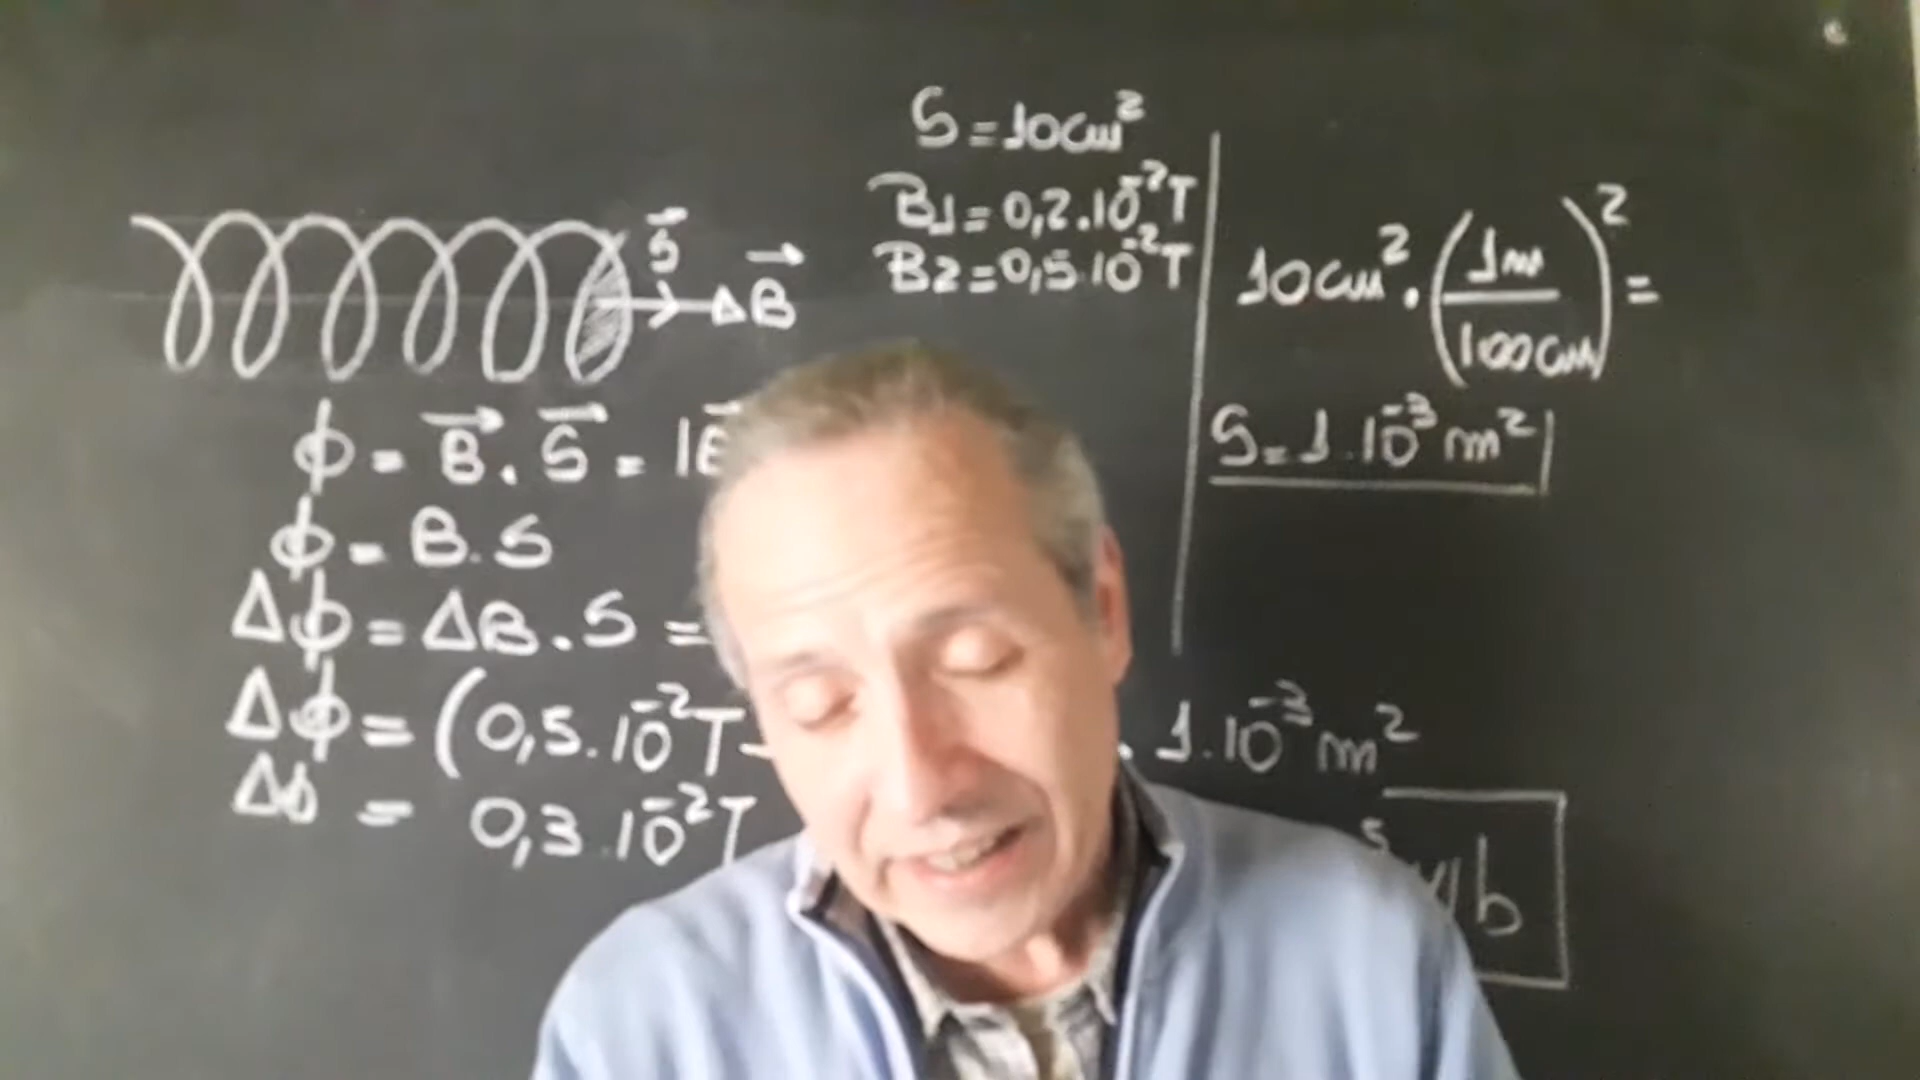 S = 10cm²
B1 = 0,2.10⁻²T
B2 = 0,5.10⁻²T
S⃗
ΔB⃗
ϕ = B⃗ . S⃗ = |B⃗
ϕ = B.S
Δϕ = ΔB.S =
Δϕ = (0,5.10⁻²T - . 1.10⁻³ m²
Δϕ = 0,3.10⁻²T ⁵ Wb
10cm² . (1m/100cm)² =
S = 1.10⁻³ m²